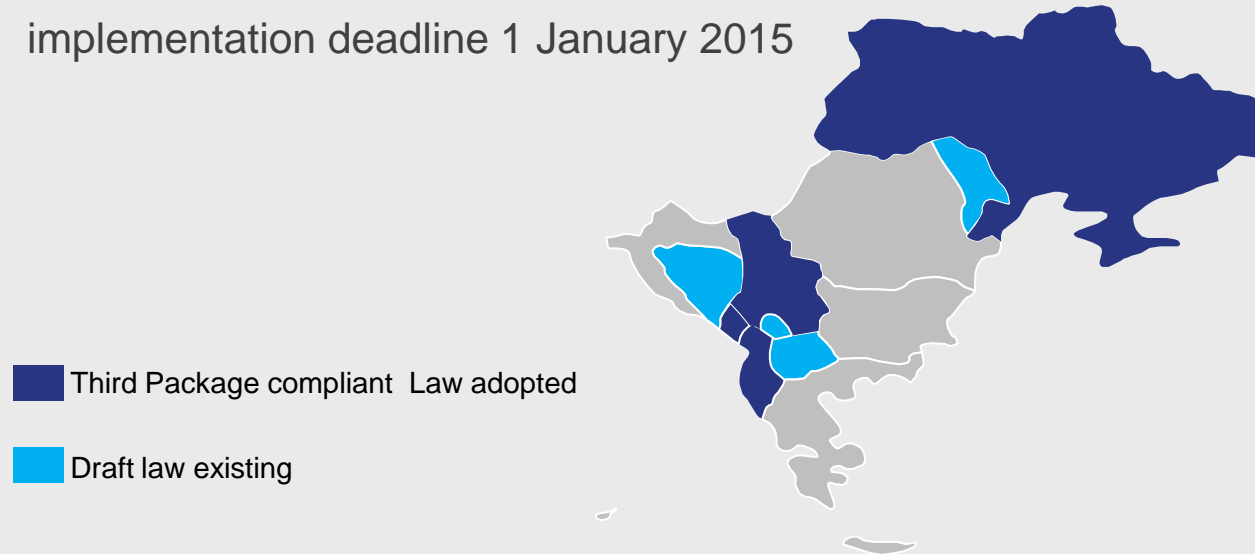 implementation deadline 1 January 2015
Third Package compliant  Law adopted
Draft law existing